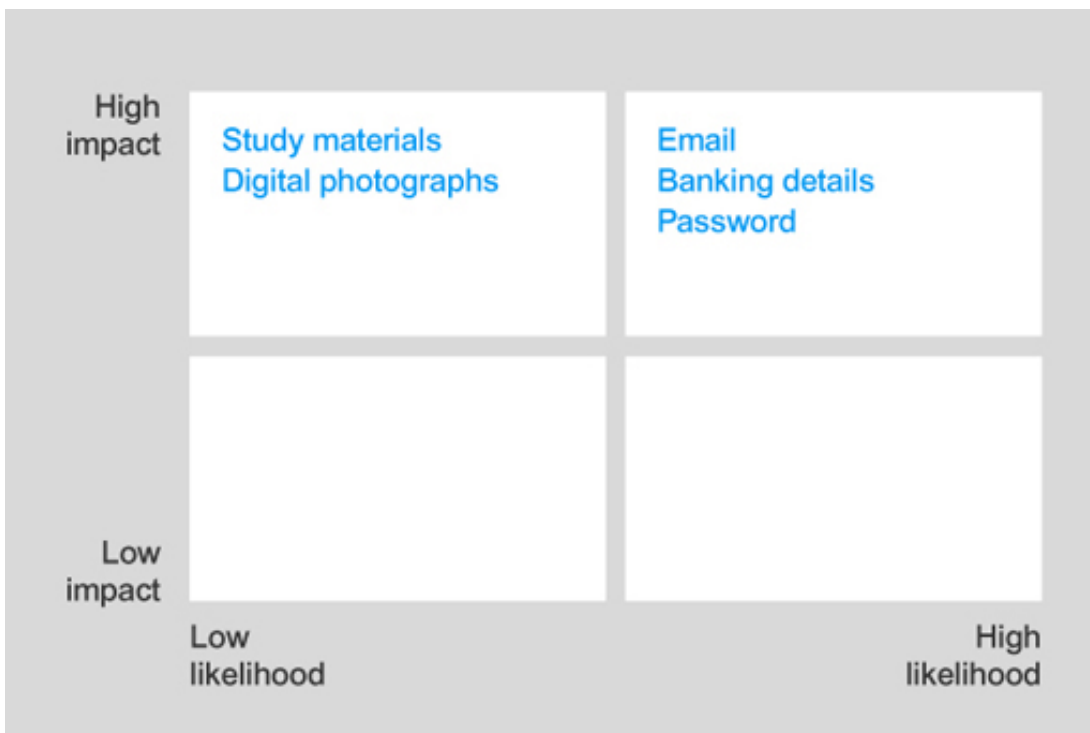 High
impact
Study materials
Digital photographs
Email
Banking details
Password
Low
impact
Low
likelihood
High
likelihood